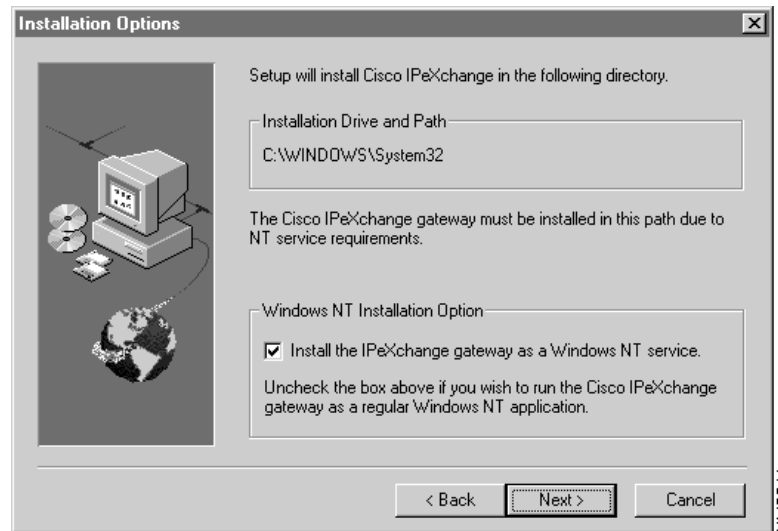 Installation Options
Setup will install Cisco IPeXchange in the following directory.
Installation Drive and Path
C:\WINDOWS\System32
The Cisco IPeXchange gateway must be installed in this path due to
NT service requirements.
Windows NT Installation Option
Install the IPeXchange gateway as a Windows NT service.
Uncheck the box above if you wish to run the Cisco IPeXchange
gateway as a regular Windows NT application.
< Back
Next >
Cancel